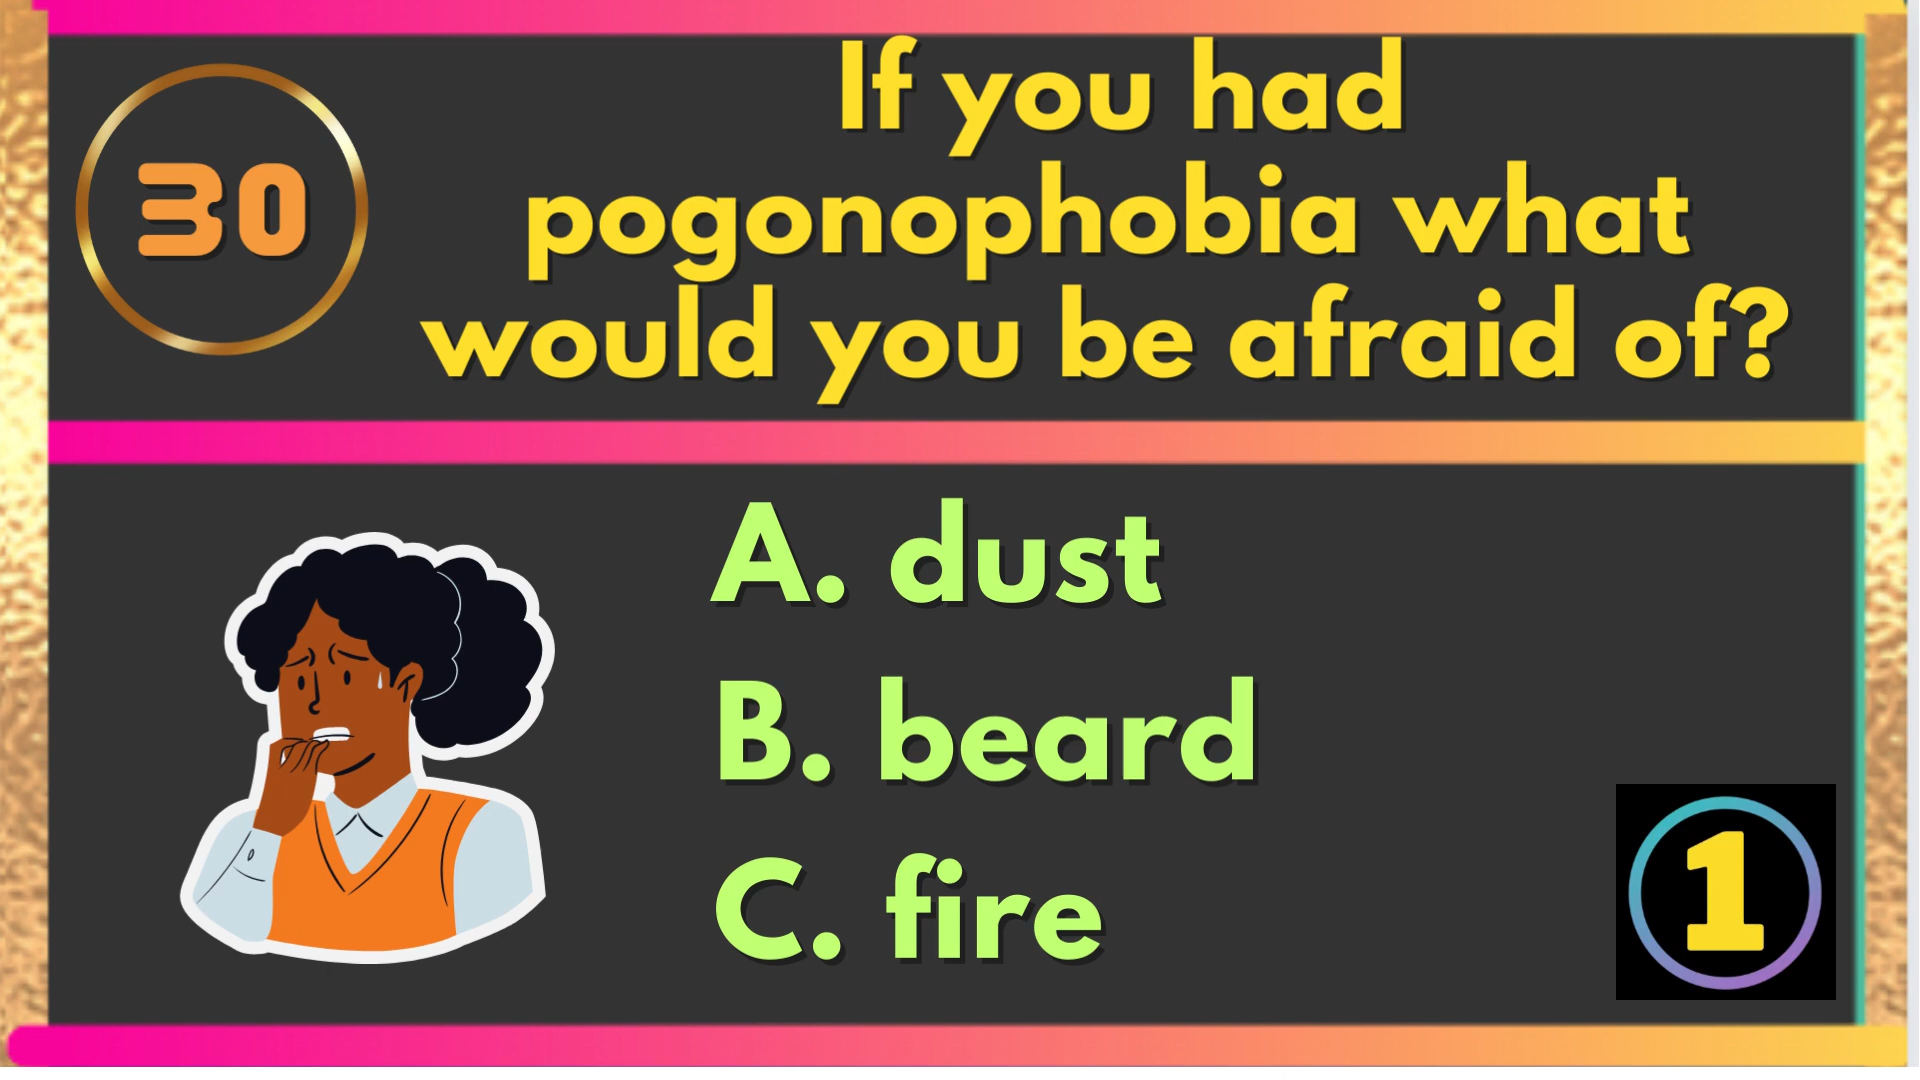 30
If you had
pogonophobia what
would you be afraid of?
A. dust
B. beard
C. fire
1